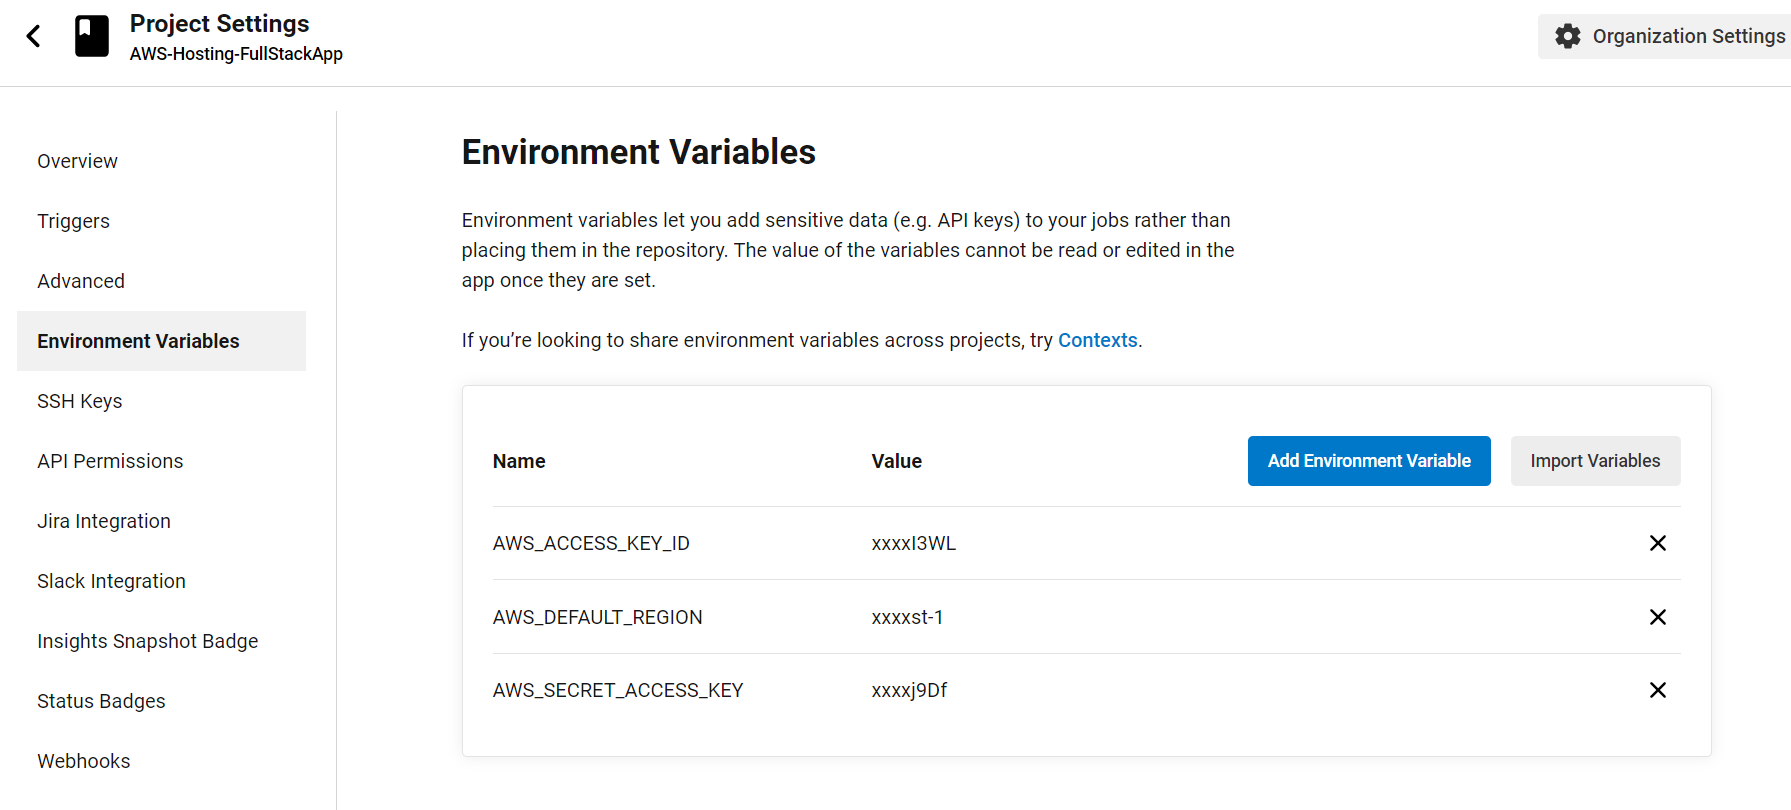 Project Settings
AWS-Hosting-FullStackApp
Organization Settings
Overview
Triggers
Advanced
Environment Variables
SSH Keys
API Permissions
Jira Integration
Slack Integration
Insights Snapshot Badge
Status Badges
Webhooks
Environment Variables
Environment variables let you add sensitive data (e.g. API keys) to your jobs rather than
placing them in the repository. The value of the variables cannot be read or edited in the
app once they are set.
If you’re looking to share environment variables across projects, try Contexts.
Name Value Add Environment Variable Import Variables
AWS_ACCESS_KEY_ID xxxxI3WL
AWS_DEFAULT_REGION xxxxst-1
AWS_SECRET_ACCESS_KEY xxxxj9Df